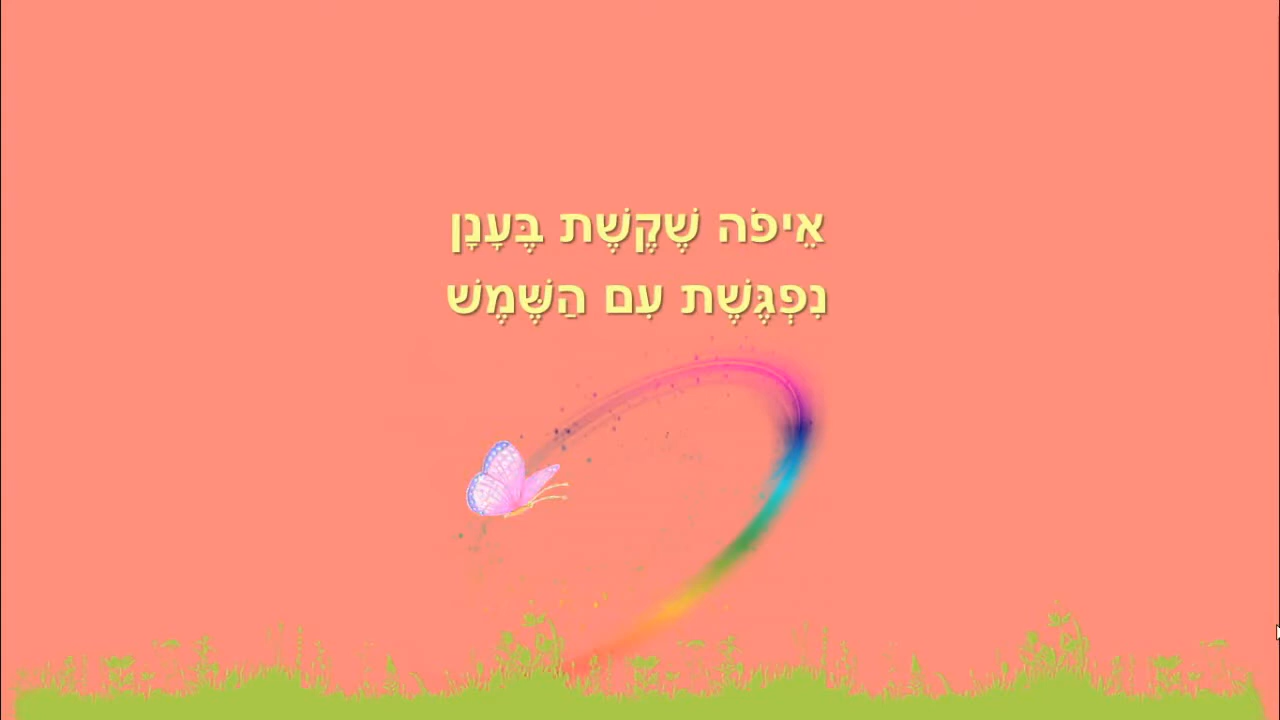 אֵיפֹה שֶׁקֶשֶׁת בֶּעָנָן
נִפְגֶּשֶׁת עִם הַשֶּׁמֶשׁ